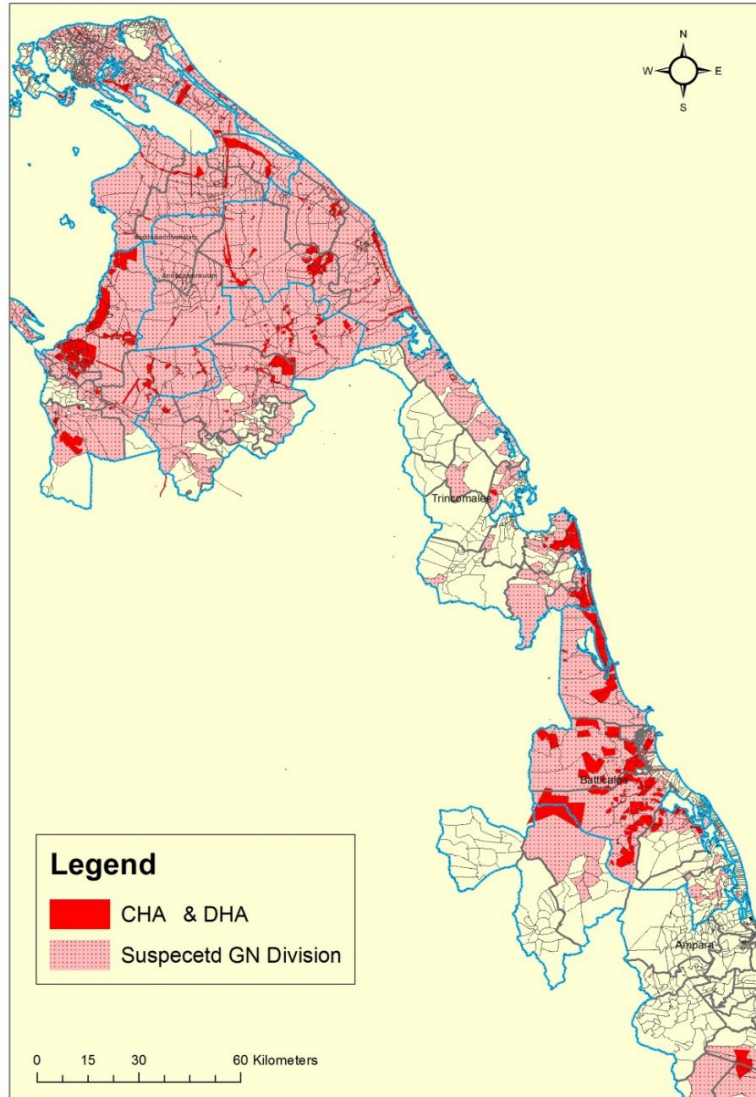 N
W E
S
Trincomalee
Batticaloa
Ampara
Legend
CHA & DHA
Suspecetd GN Division
0 15 30 60 Kilometers